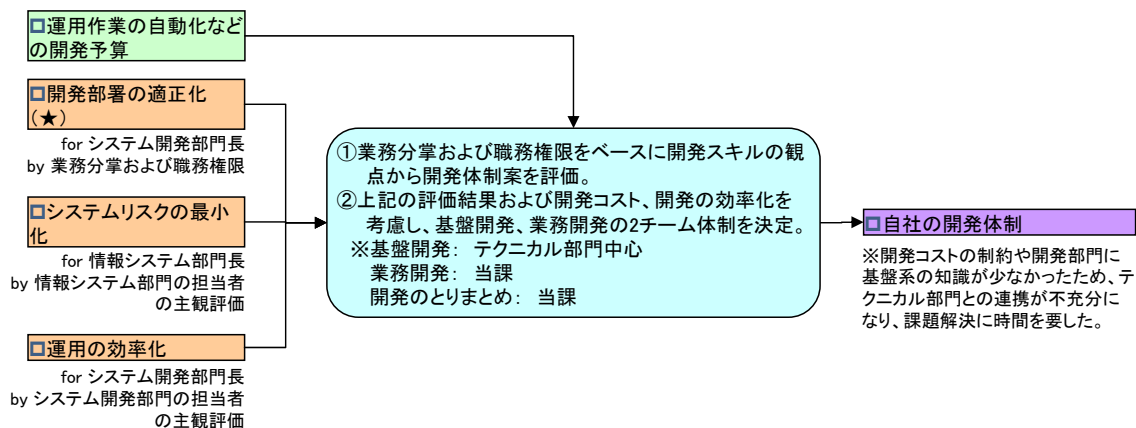 □運用作業の自動化など
の開発予算
□開発部署の適正化
(★)
for システム開発部門長
by 業務分掌および職務権限
□システムリスクの最小
化
for 情報システム部門長
by 情報システム部門の担当者
の主観評価
□運用の効率化
for システム開発部門長
by システム開発部門の担当者
の主観評価
①業務分掌および職務権限をベースに開発スキルの観
点から開発体制案を評価。
②上記の評価結果および開発コスト、開発の効率化を
考慮し、基盤開発、業務開発の2チーム体制を決定。
※基盤開発: テクニカル部門中心
業務開発: 当課
開発のとりまとめ: 当課
□自社の開発体制
※開発コストの制約や開発部門に
基盤系の知識が少なかったため、テ
クニカル部門との連携が不充分に
なり、課題解決に時間を要した。